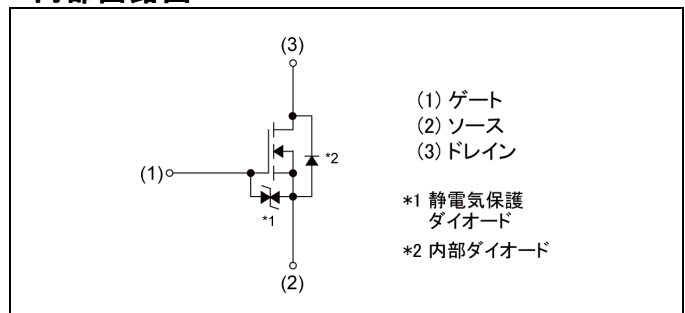 (3)
(1)
*2
*1
(2)
(1) ゲート
(2) ソース
(3) ドレイン
*1 静電気保護
ダイオード
*2 内部ダイオード